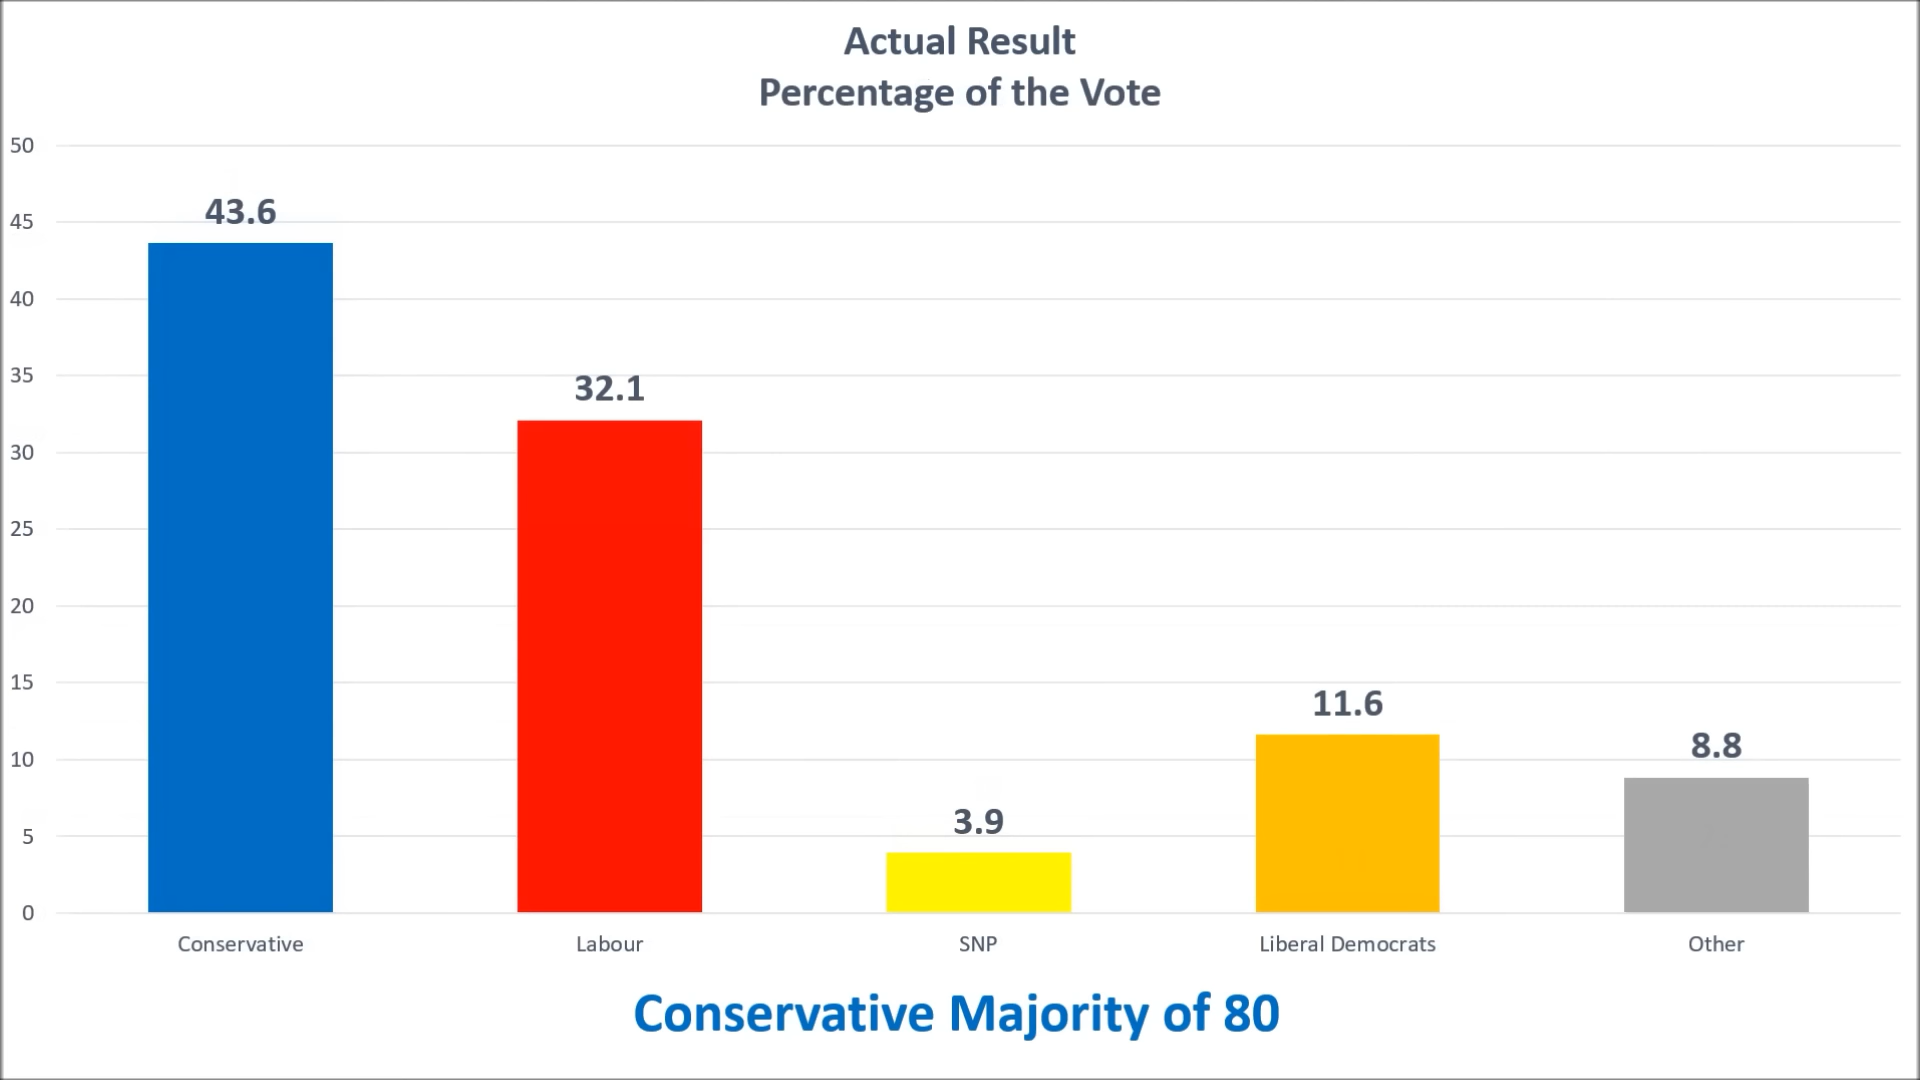 Actual Result
Percentage of the Vote
50
45
40
35
30
25
20
15
10
5
0
43.6
32.1
3.9
11.6
8.8
Conservative
Labour
SNP
Liberal Democrats
Other
Conservative Majority of 80